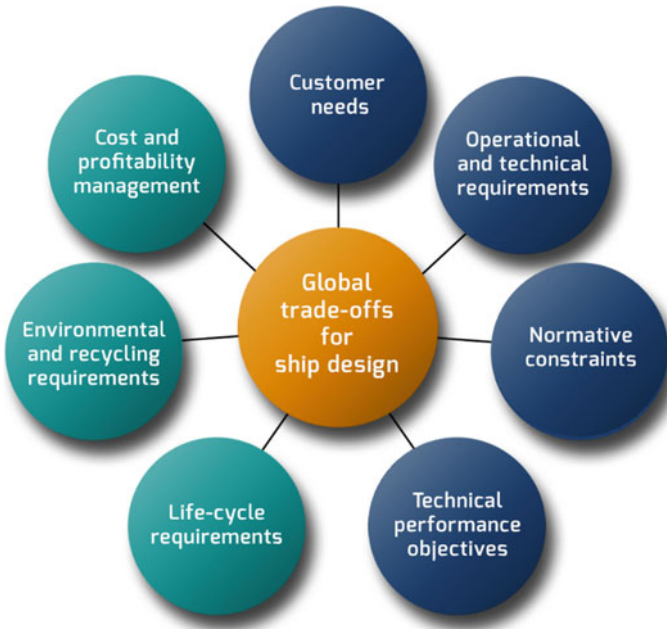 Customer
needs
Operational
and technical
requirements
Normative
constraints
Technical
performance
objectives
Life-cycle
requirements
Environmental
and recycling
requirements
Cost and
profitability
management
Global
trade-offs
for
ship design